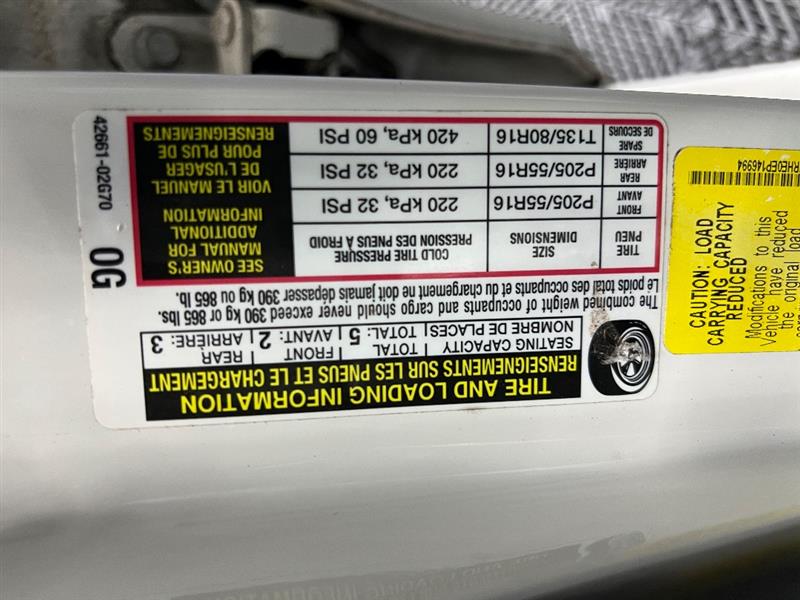 TIRE AND LOADING INFORMATION
RENSEIGNEMENTS SUR LES PNEUS ET LE CHARGEMENT
SEATING CAPACITY TOTAL FRONT REAR
NOMBRE DE PLACES TOTAL: 5 AVANT: 2 ARRIÈRE: 3
The combined weight of occupants and cargo should never exceed 390 kg or 865 lbs.
Le poids total des occupants et du chargement ne doit jamais dépasser 390 kg ou 865 lb.
TIRE
PNEU
SIZE
DIMENSIONS
COLD TIRE PRESSURE
PRESSION DES PNEUS À FROID
FRONT
AVANT
P205/55R16
220 kPa, 32 PSI
REAR
ARRIÈRE
P205/55R16
220 kPa, 32 PSI
SPARE
DE SECOURS
T135/80R16
420 kPa, 60 PSI
SEE OWNER'S
MANUAL FOR
ADDITIONAL
INFORMATION
VOIR LE MANUEL
DE L'USAGER
POUR PLUS DE
RENSEIGNEMENTS
42661-02G70 0G
RHE0EP146994
CAUTION: LOAD
CARRYING CAPACITY
REDUCED
Modifications to this
Vehicle have reduced
the original load